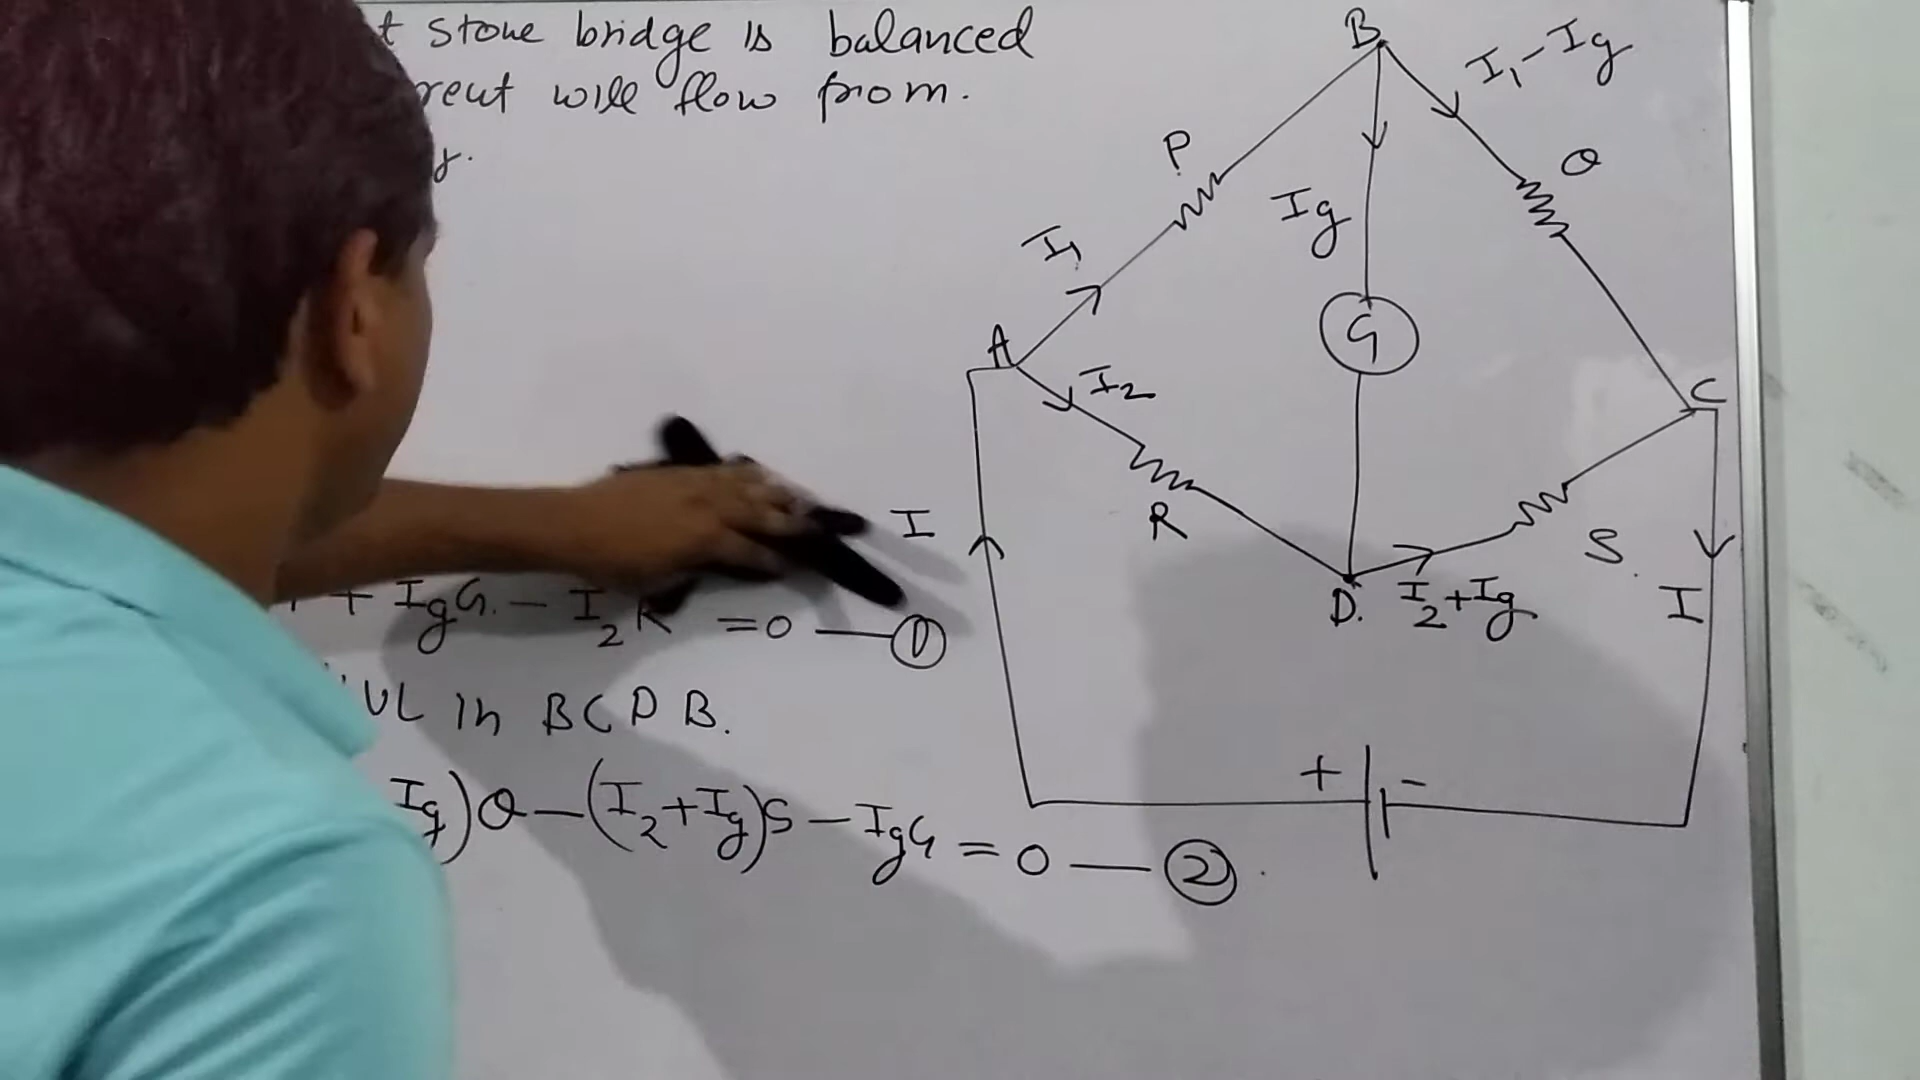 t stone bridge is balanced
rent will flow from.
y.
+ IgG. - I2R = 0 — ①
VL in BCDB.
Ig)Q - (I2+Ig)S - IgG = 0 — ②.
B
I1-Ig
P
Q
Ig
I1
G
A
I2
C
I
R
S.
D.
I2+Ig
I
+ -